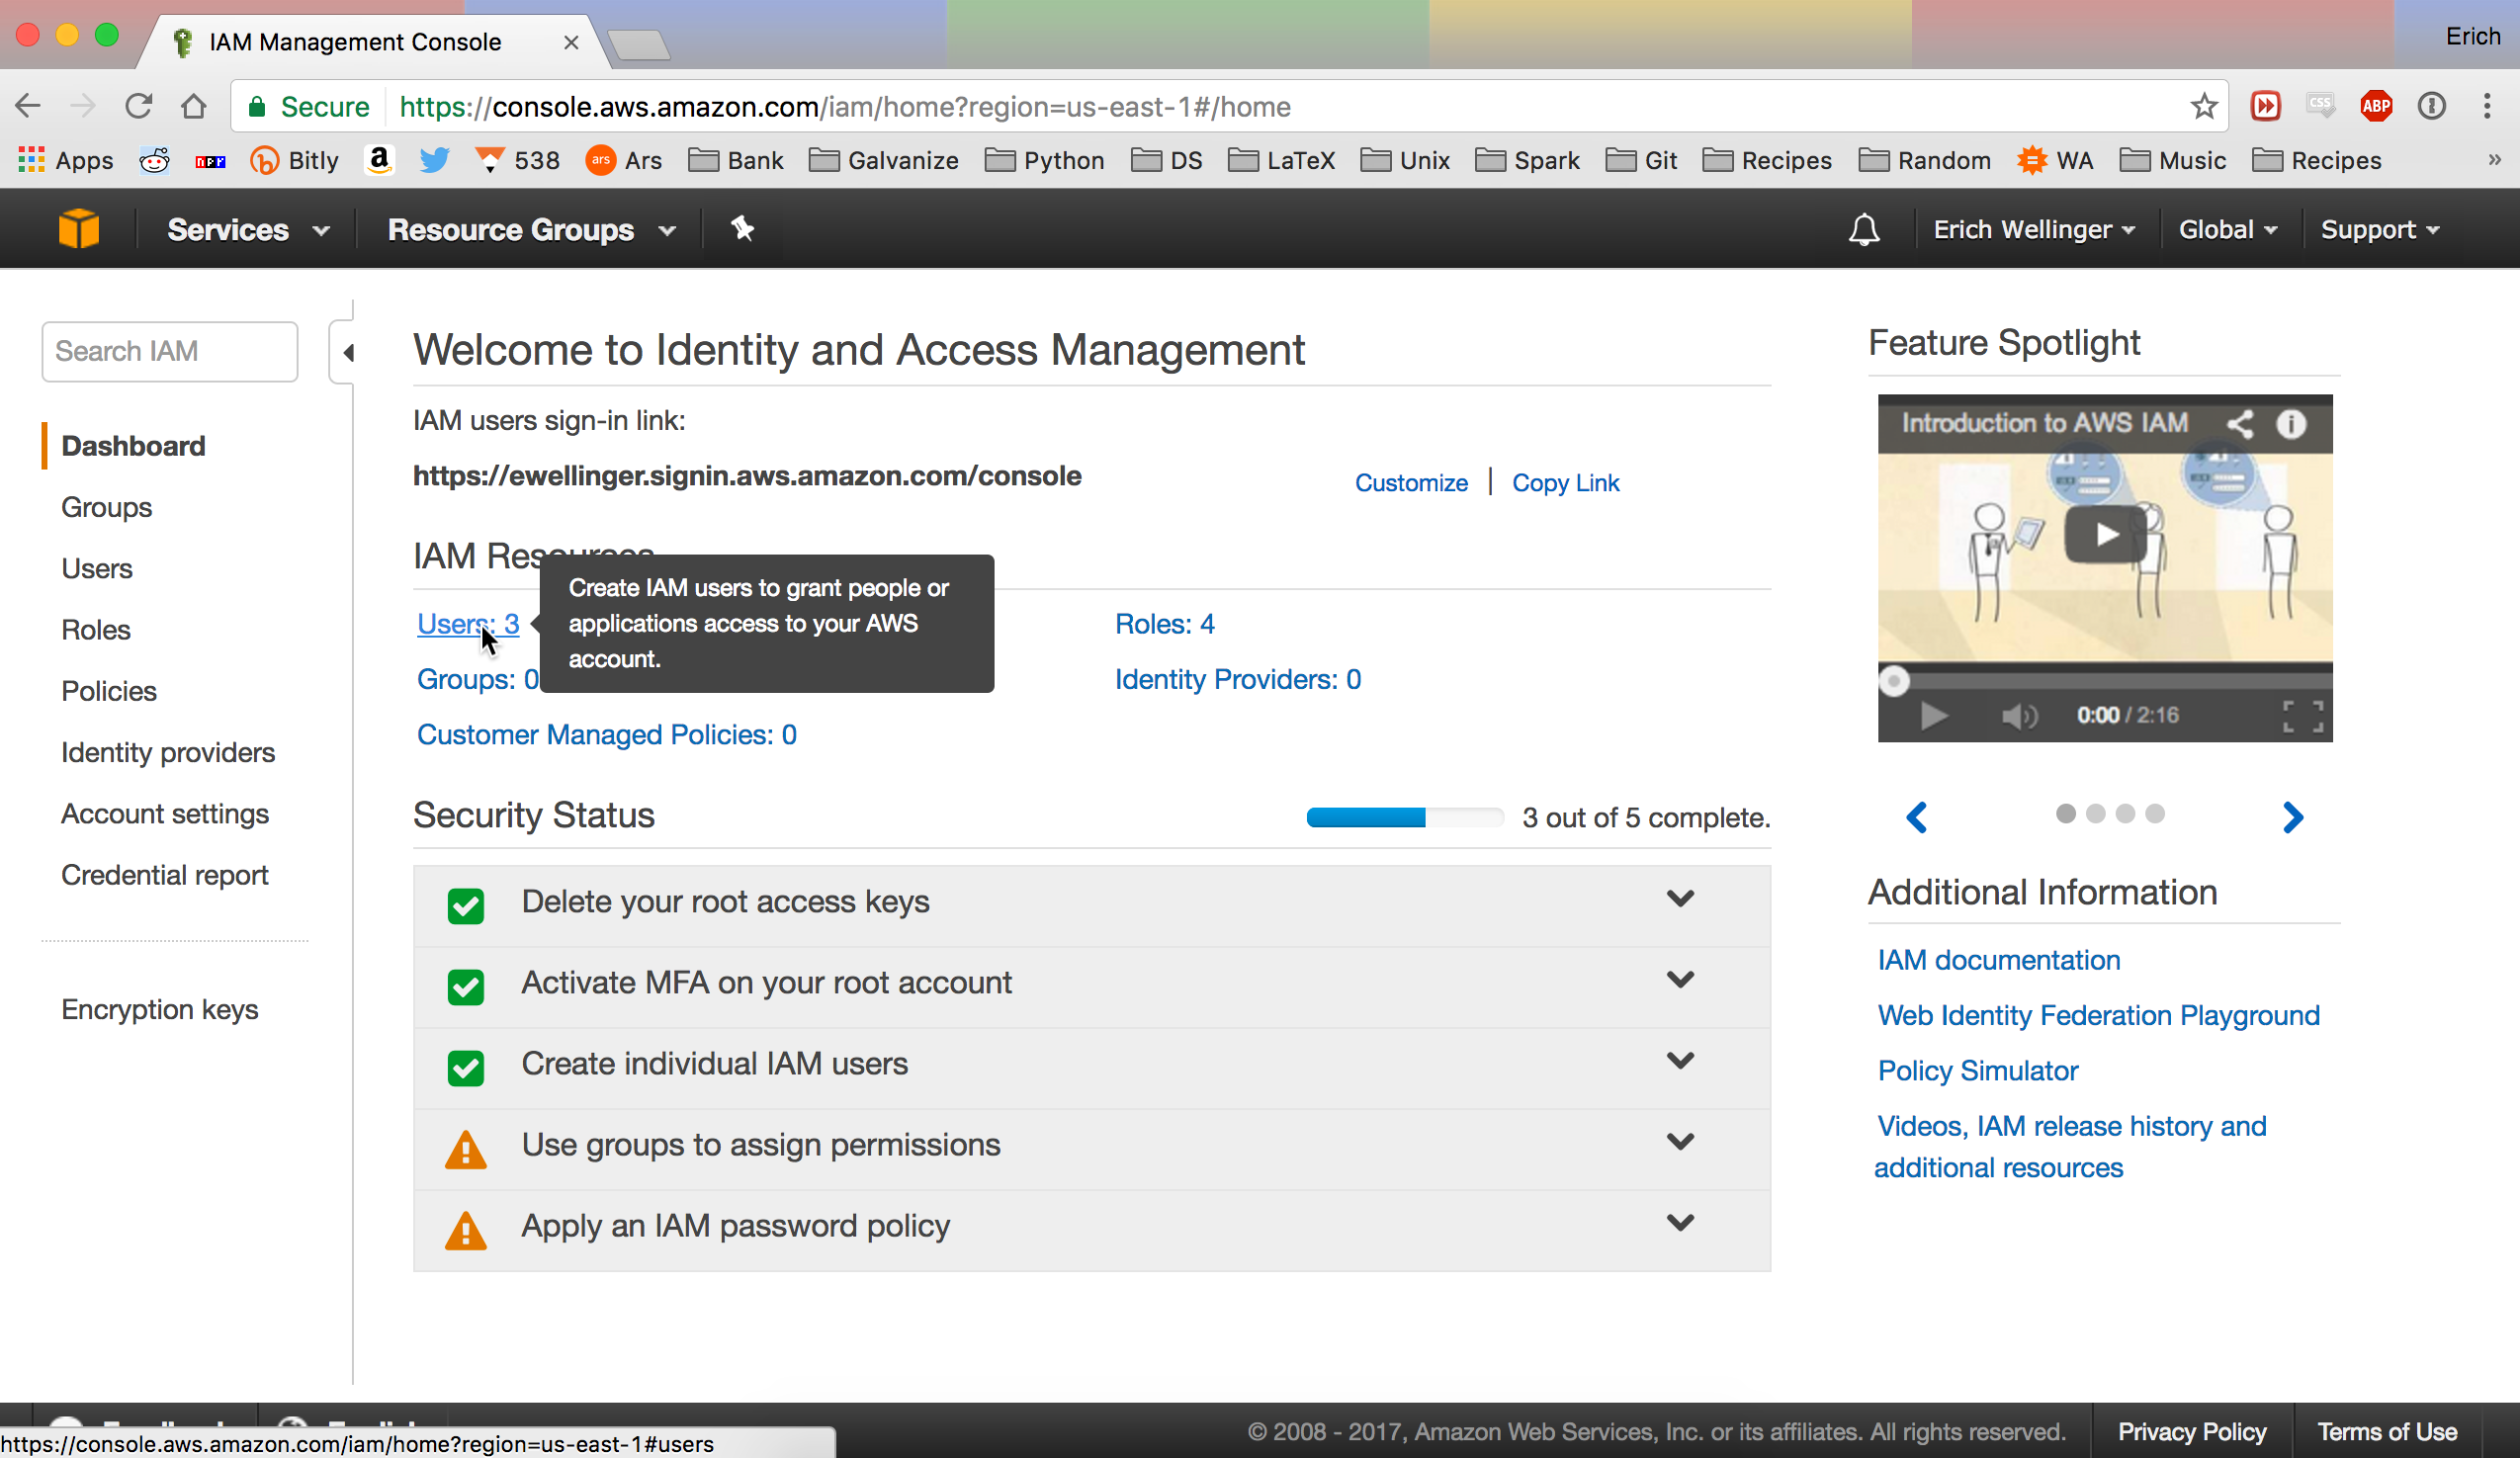 IAM Management Console
Erich
Secure https://console.aws.amazon.com/iam/home?region=us-east-1#/home
CSS
ABP
Apps
npr
Bitly
538
ars Ars
Bank
Galvanize
Python
DS
LaTeX
Unix
Spark
Git
Recipes
Random
WA
Music
Recipes
»
Services
Resource Groups
Erich Wellinger
Global
Support
Search IAM
Dashboard
Groups
Users
Roles
Policies
Identity providers
Account settings
Credential report
Encryption keys
Welcome to Identity and Access Management
IAM users sign-in link:
https://ewellinger.signin.aws.amazon.com/console
Customize | Copy Link
IAM Resources
Users: 3
Create IAM users to grant people or
applications access to your AWS
account.
Roles: 4
Groups: 0
Identity Providers: 0
Customer Managed Policies: 0
Security Status
3 out of 5 complete.
Delete your root access keys
Activate MFA on your root account
Create individual IAM users
Use groups to assign permissions
Apply an IAM password policy
Feature Spotlight
Introduction to AWS IAM
0:00 / 2:16
Additional Information
IAM documentation
Web Identity Federation Playground
Policy Simulator
Videos, IAM release history and
additional resources
https://console.aws.amazon.com/iam/home?region=us-east-1#users
© 2008 - 2017, Amazon Web Services, Inc. or its affiliates. All rights reserved.
Privacy Policy
Terms of Use